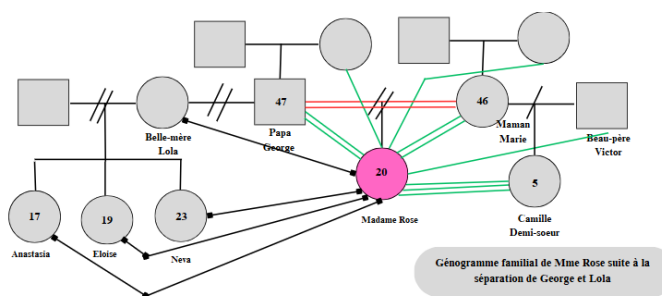 47
46
Belle-mère
Lola
Papa
George
Maman
Marie
Beau-père
Victor
20
5
17
19
23
Madame Rose
Camille
Demi-soeur
Anastasia
Eloise
Neva
Génogramme familial de Mme Rose suite à la
séparation de George et Lola